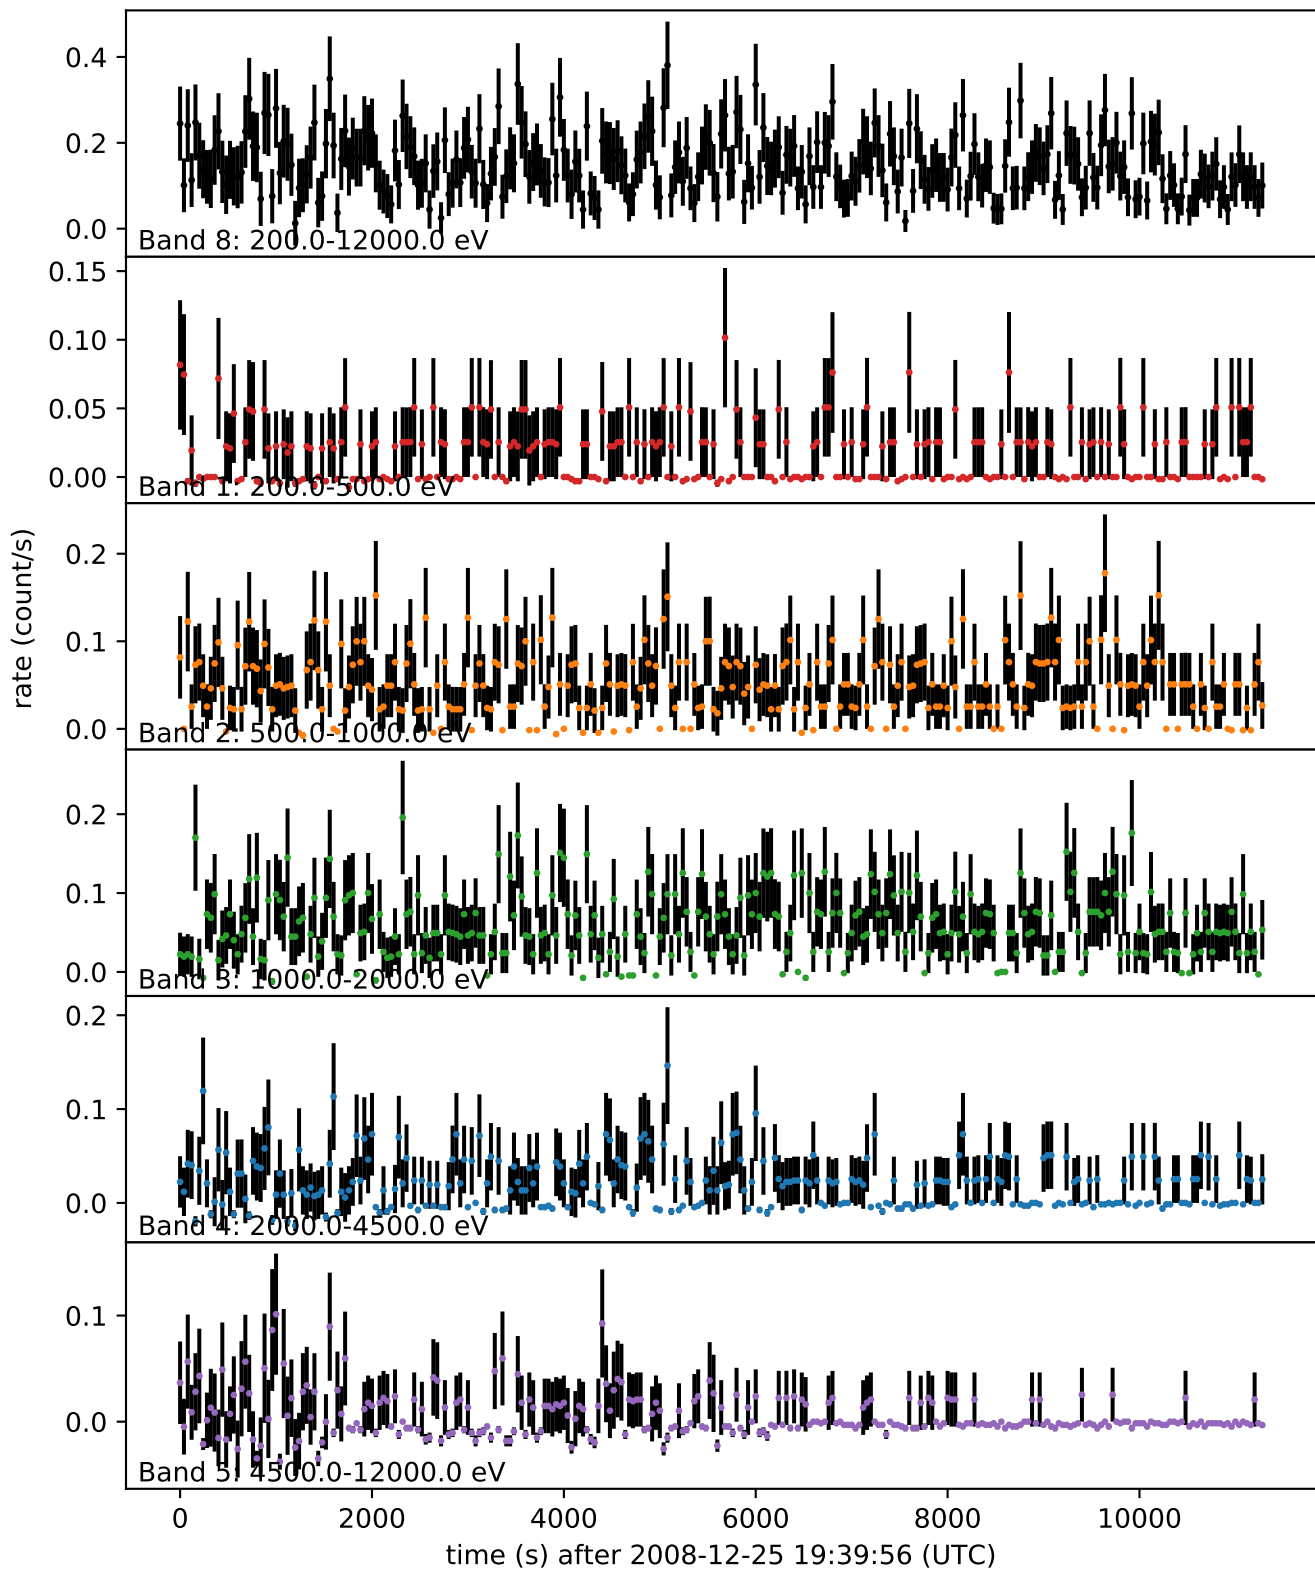 0.4
0.2
0.0
Band 8: 200.0-12000.0 eV
0.15
0.10
0.05
0.00
Band 1: 200.0-500.0 eV
rate (count/s)
0.2
0.1
0.0
Band 2: 500.0-1000.0 eV
0.2
0.1
0.0
Band 3: 1000.0-2000.0 eV
0.2
0.1
0.0
Band 4: 2000.0-4500.0 eV
0.1
0.0
Band 5: 4500.0-12000.0 eV
0 2000 4000 6000 8000 10000
time (s) after 2008-12-25 19:39:56 (UTC)